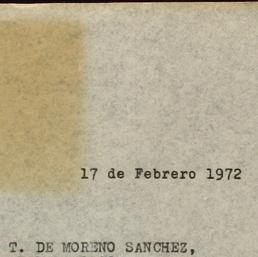 17 de Febrero 1972
T. DE MORENO SANCHEZ,